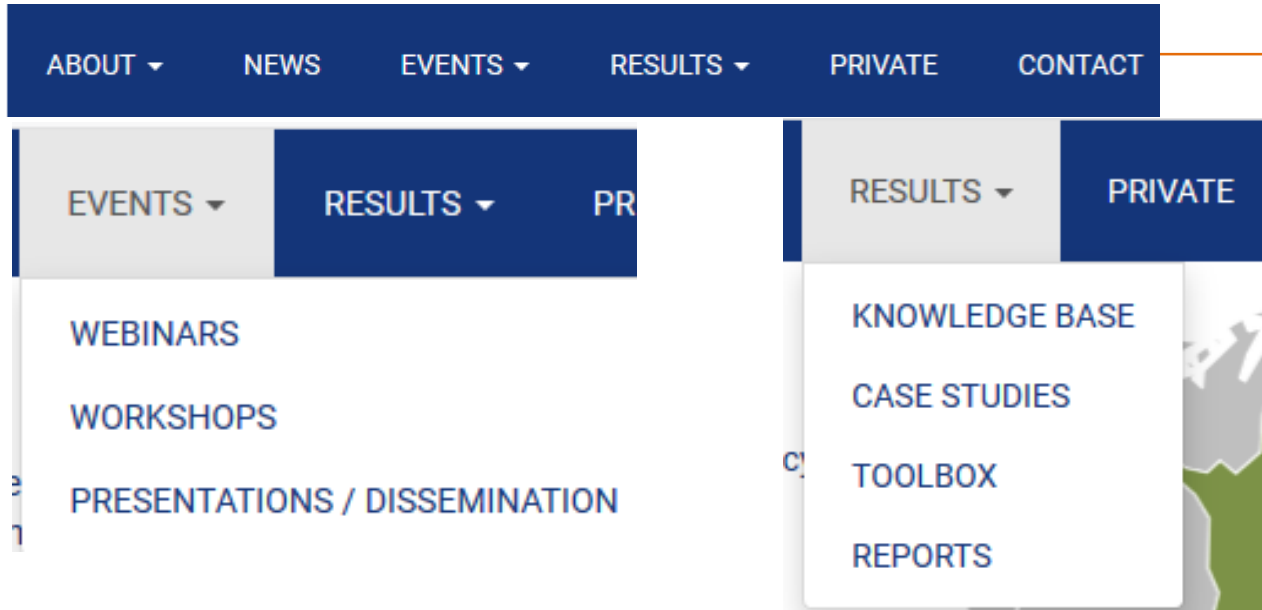 ABOUT NEWS EVENTS RESULTS PRIVATE CONTACT
EVENTS RESULTS PR
WEBINARS
WORKSHOPS
PRESENTATIONS / DISSEMINATION
RESULTS PRIVATE
KNOWLEDGE BASE
CASE STUDIES
TOOLBOX
REPORTS